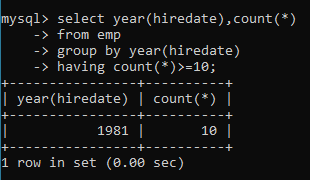 mysql> select year(hiredate),count(*)
    -> from emp
    -> group by year(hiredate)
    -> having count(*)>=10;
+----------------+----------+
| year(hiredate) | count(*) |
+----------------+----------+
|           1981 |       10 |
+----------------+----------+
1 row in set (0.00 sec)